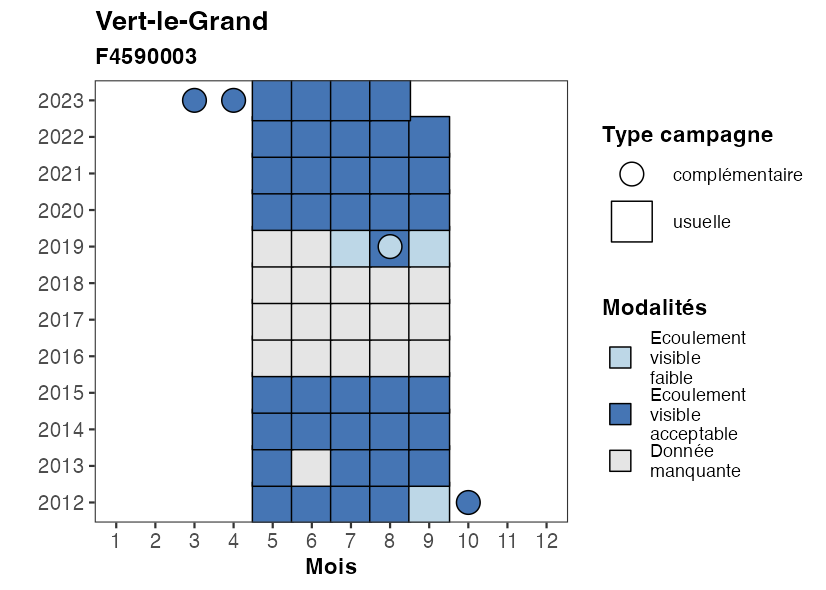 Vert-le-Grand
F4590003
2023
2022
2021
2020
2019
2018
2017
2016
2015
2014
2013
2012
1 2 3 4 5 6 7 8 9 10 11 12
Mois
Type campagne
complémentaire
usuelle
Modalités
Ecoulement
visible
faible
Ecoulement
visible
acceptable
Donnée
manquante